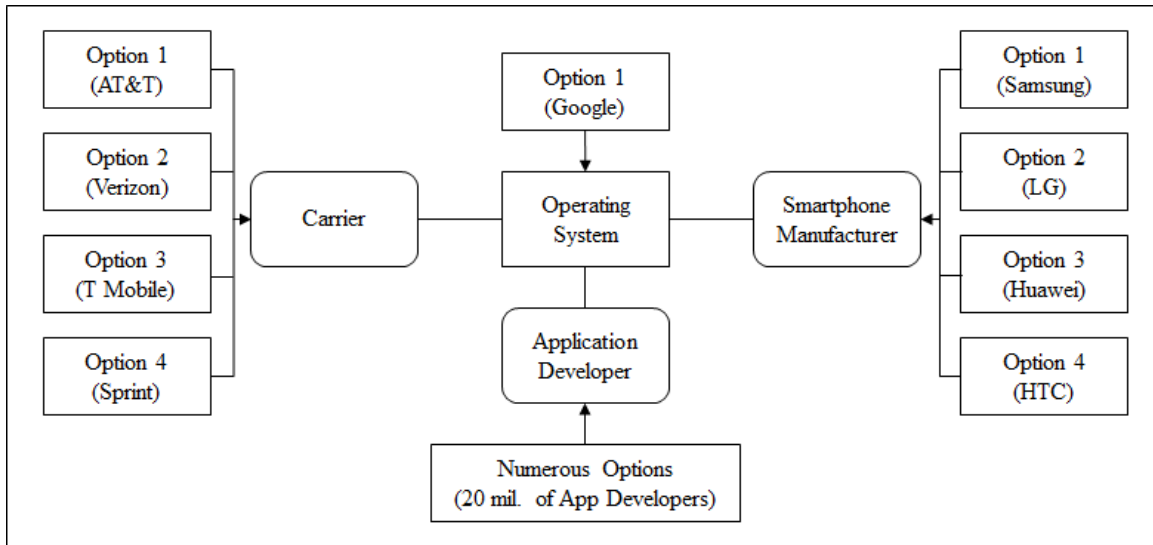 Option 1
(AT&T)
Option 2
(Verizon)
Option 3
(T Mobile)
Option 4
(Sprint)
Carrier
Option 1
(Google)
Operating
System
Application
Developer
Numerous Options
(20 mil. of App Developers)
Smartphone
Manufacturer
Option 1
(Samsung)
Option 2
(LG)
Option 3
(Huawei)
Option 4
(HTC)